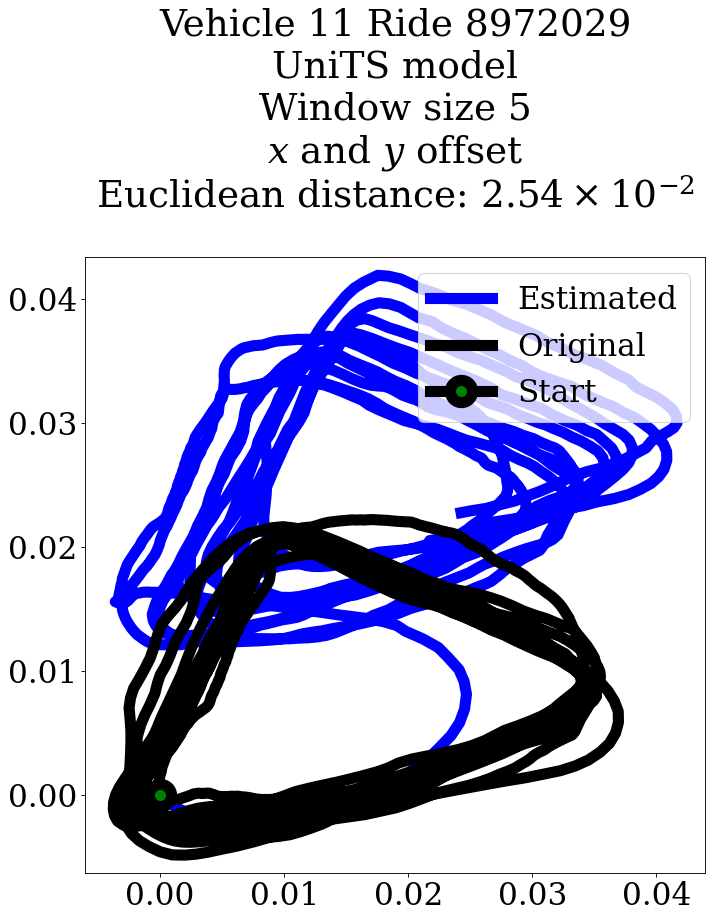 Vehicle 11 Ride 8972029
UniTS model
Window size 5
x and y offset
Euclidean distance: 2.54 × 10⁻²
Estimated
Original
Start
0.04
0.03
0.02
0.01
0.00
0.00 0.01 0.02 0.03 0.04